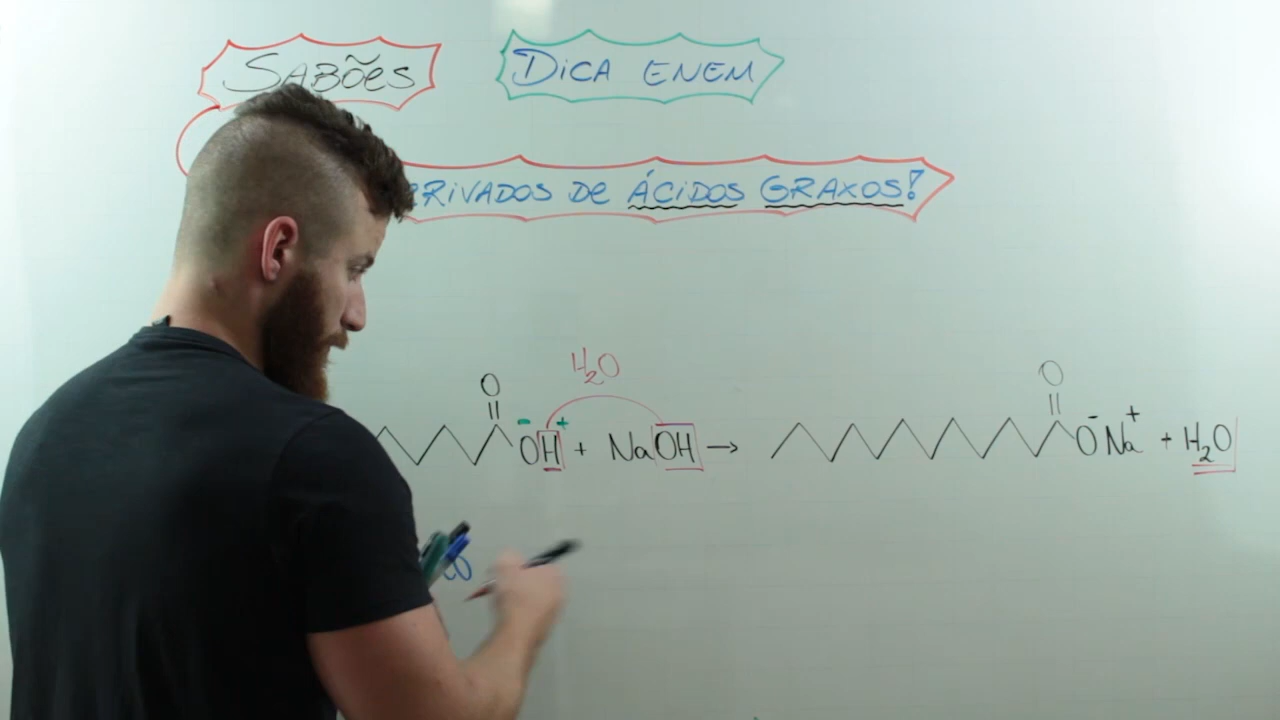 SABÕES
DICA ENEM
RIVADOS DE ÁCIDOS GRAXOS!
H₂O
O
O
OH + NaOH → O⁻Na⁺ + H₂O